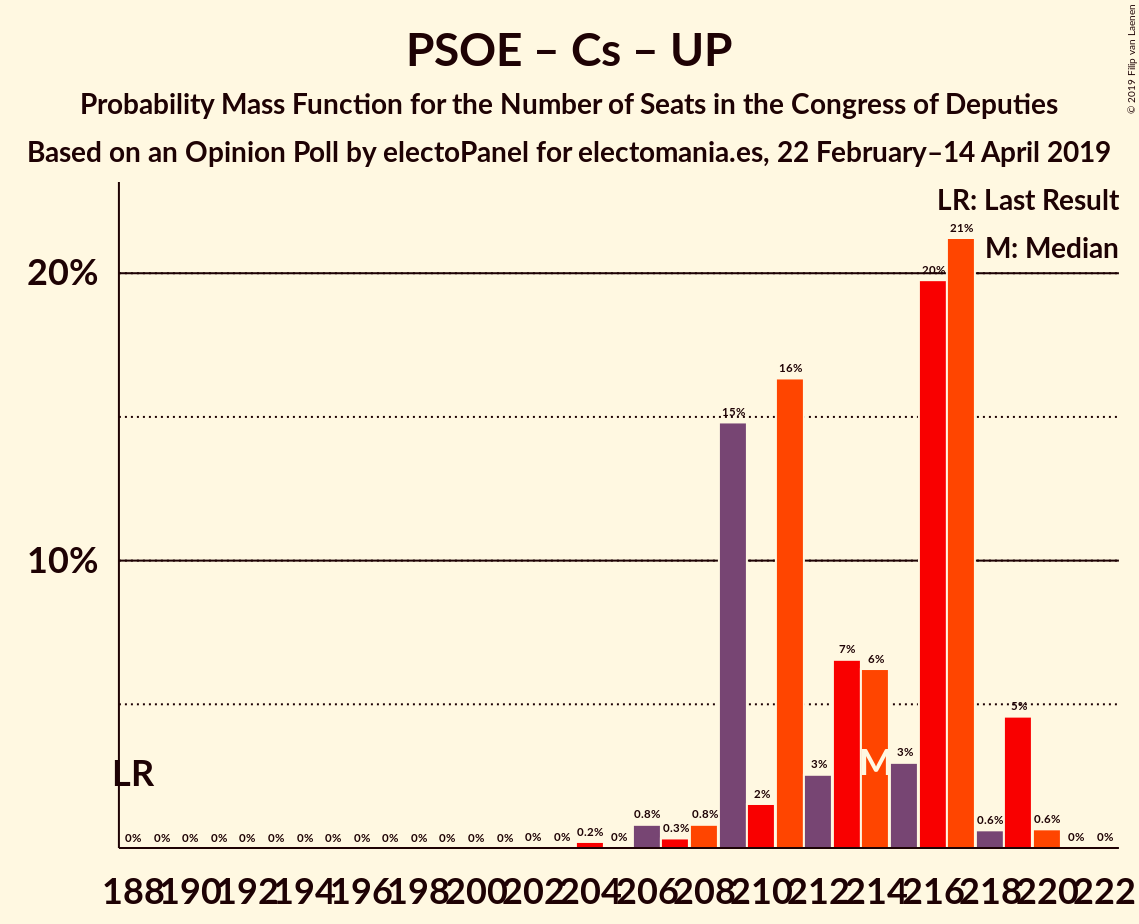 PSOE – Cs – UP
Probability Mass Function for the Number of Seats in the Congress of Deputies
Based on an Opinion Poll by electoPanel for electomania.es, 22 February–14 April 2019
© 2019 Filip van Laenen
LR: Last Result
M: Median
20%
10%
LR
M
0% 0% 0% 0% 0% 0% 0% 0% 0% 0% 0% 0% 0% 0% 0% 0% 0.2% 0% 0.8% 0.3% 0.8% 15% 2% 16% 3% 7% 6% 3% 20% 21% 0.6% 5% 0.6% 0% 0%
188 190 192 194 196 198 200 202 204 206 208 210 212 214 216 218 220 222